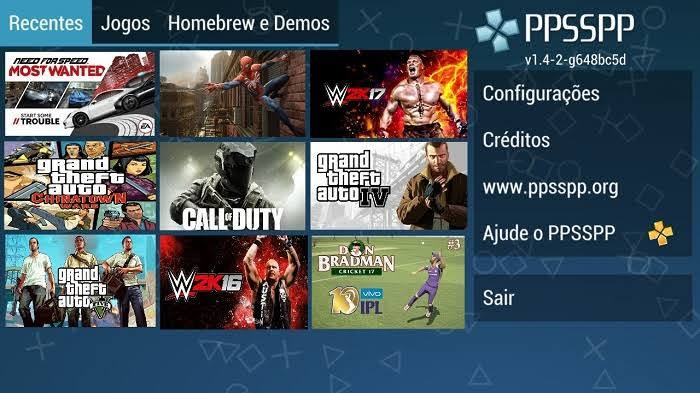 Recentes
Jogos
Homebrew e Demos
PPSSPP
v1.4-2-g648bc5d
NEED FOR SPEED
MOST WANTED
START SOME
// TROUBLE
EA
W2K17
grand
theft
auto
CHINATOWN
WARS
CALL OF DUTY
grand
theft
auto IV
grand
theft
auto
V
W2K16
DON
BRADMAN
CRICKET 17
#3
vivo
IPL
Configurações
Créditos
www.ppsspp.org
Ajude o PPSSPP
Sair